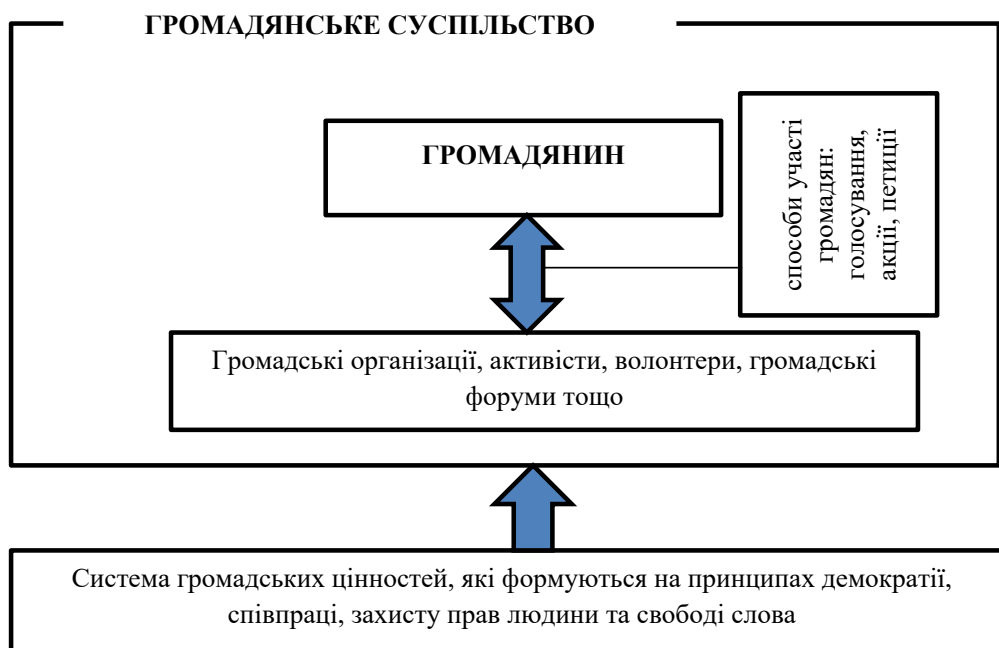 ГРОМАДЯНСЬКЕ СУСПІЛЬСТВО
ГРОМАДЯНИН
способи участі
громадян:
голосування,
акції, петиції
Громадські організації, активісти, волонтери, громадські
форуми тощо
Система громадських цінностей, які формуються на принципах демократії,
співпраці, захисту прав людини та свободі слова